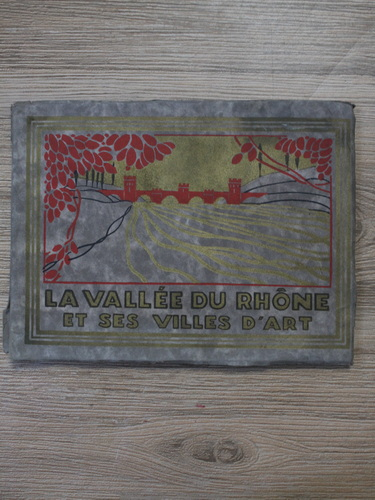 LA VALLÉE DU RHÔNE
ET SES VILLES D'ART